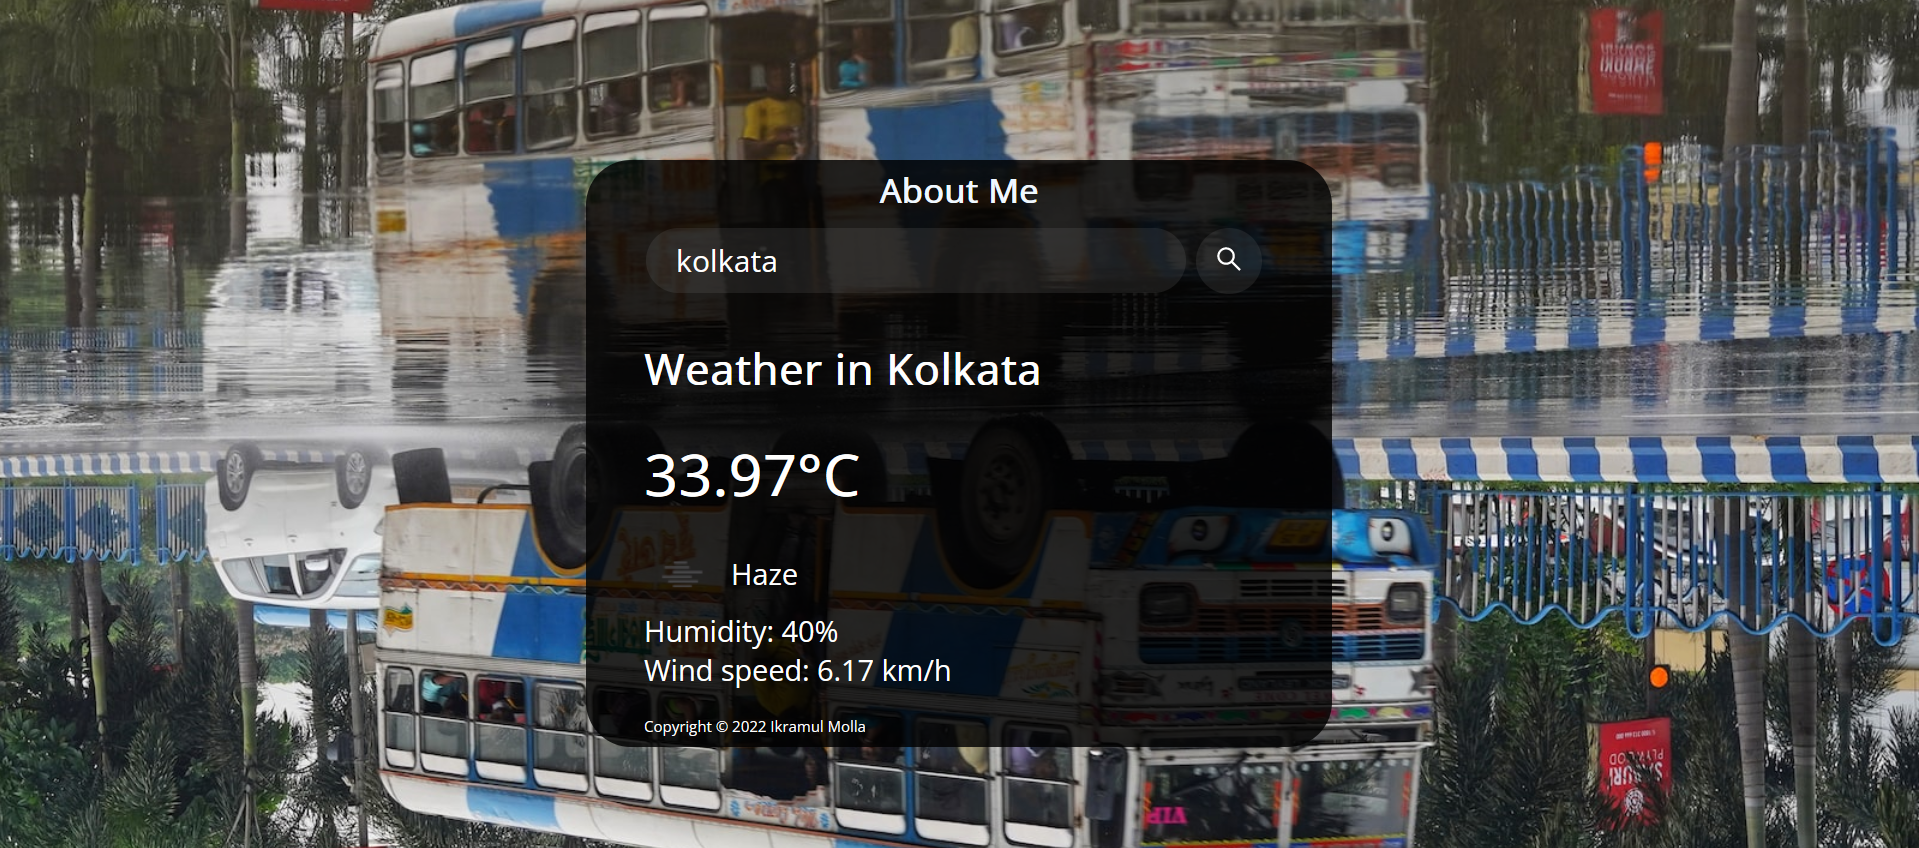 About Me
kolkata
Weather in Kolkata
33.97°C
Haze
Humidity: 40%
Wind speed: 6.17 km/h
Copyright © 2022 Ikramul Molla
VIP